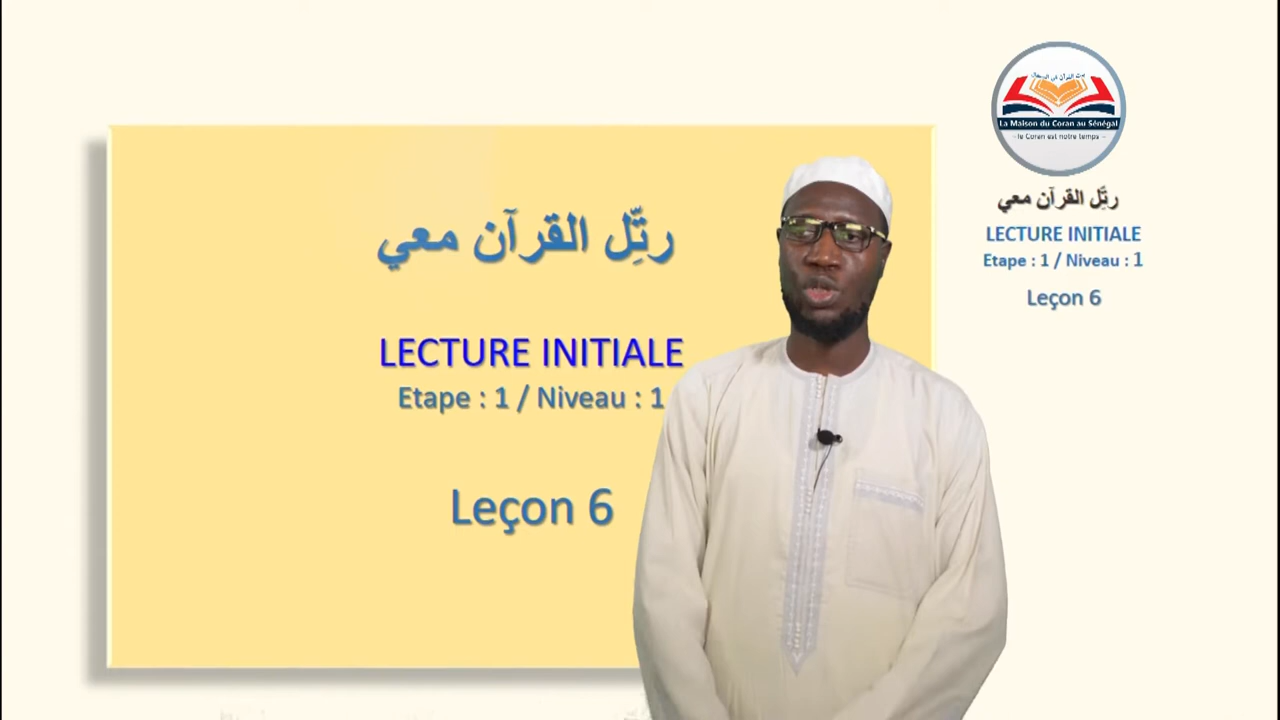 رتِّل القرآن معي
LECTURE INITIALE
Etape : 1 / Niveau : 1
Leçon 6
La Maison du Coran au Sénégal
- le Coran est notre temps -
رتِّل القرآن معي
LECTURE INITIALE
Etape : 1 / Niveau : 1
Leçon 6